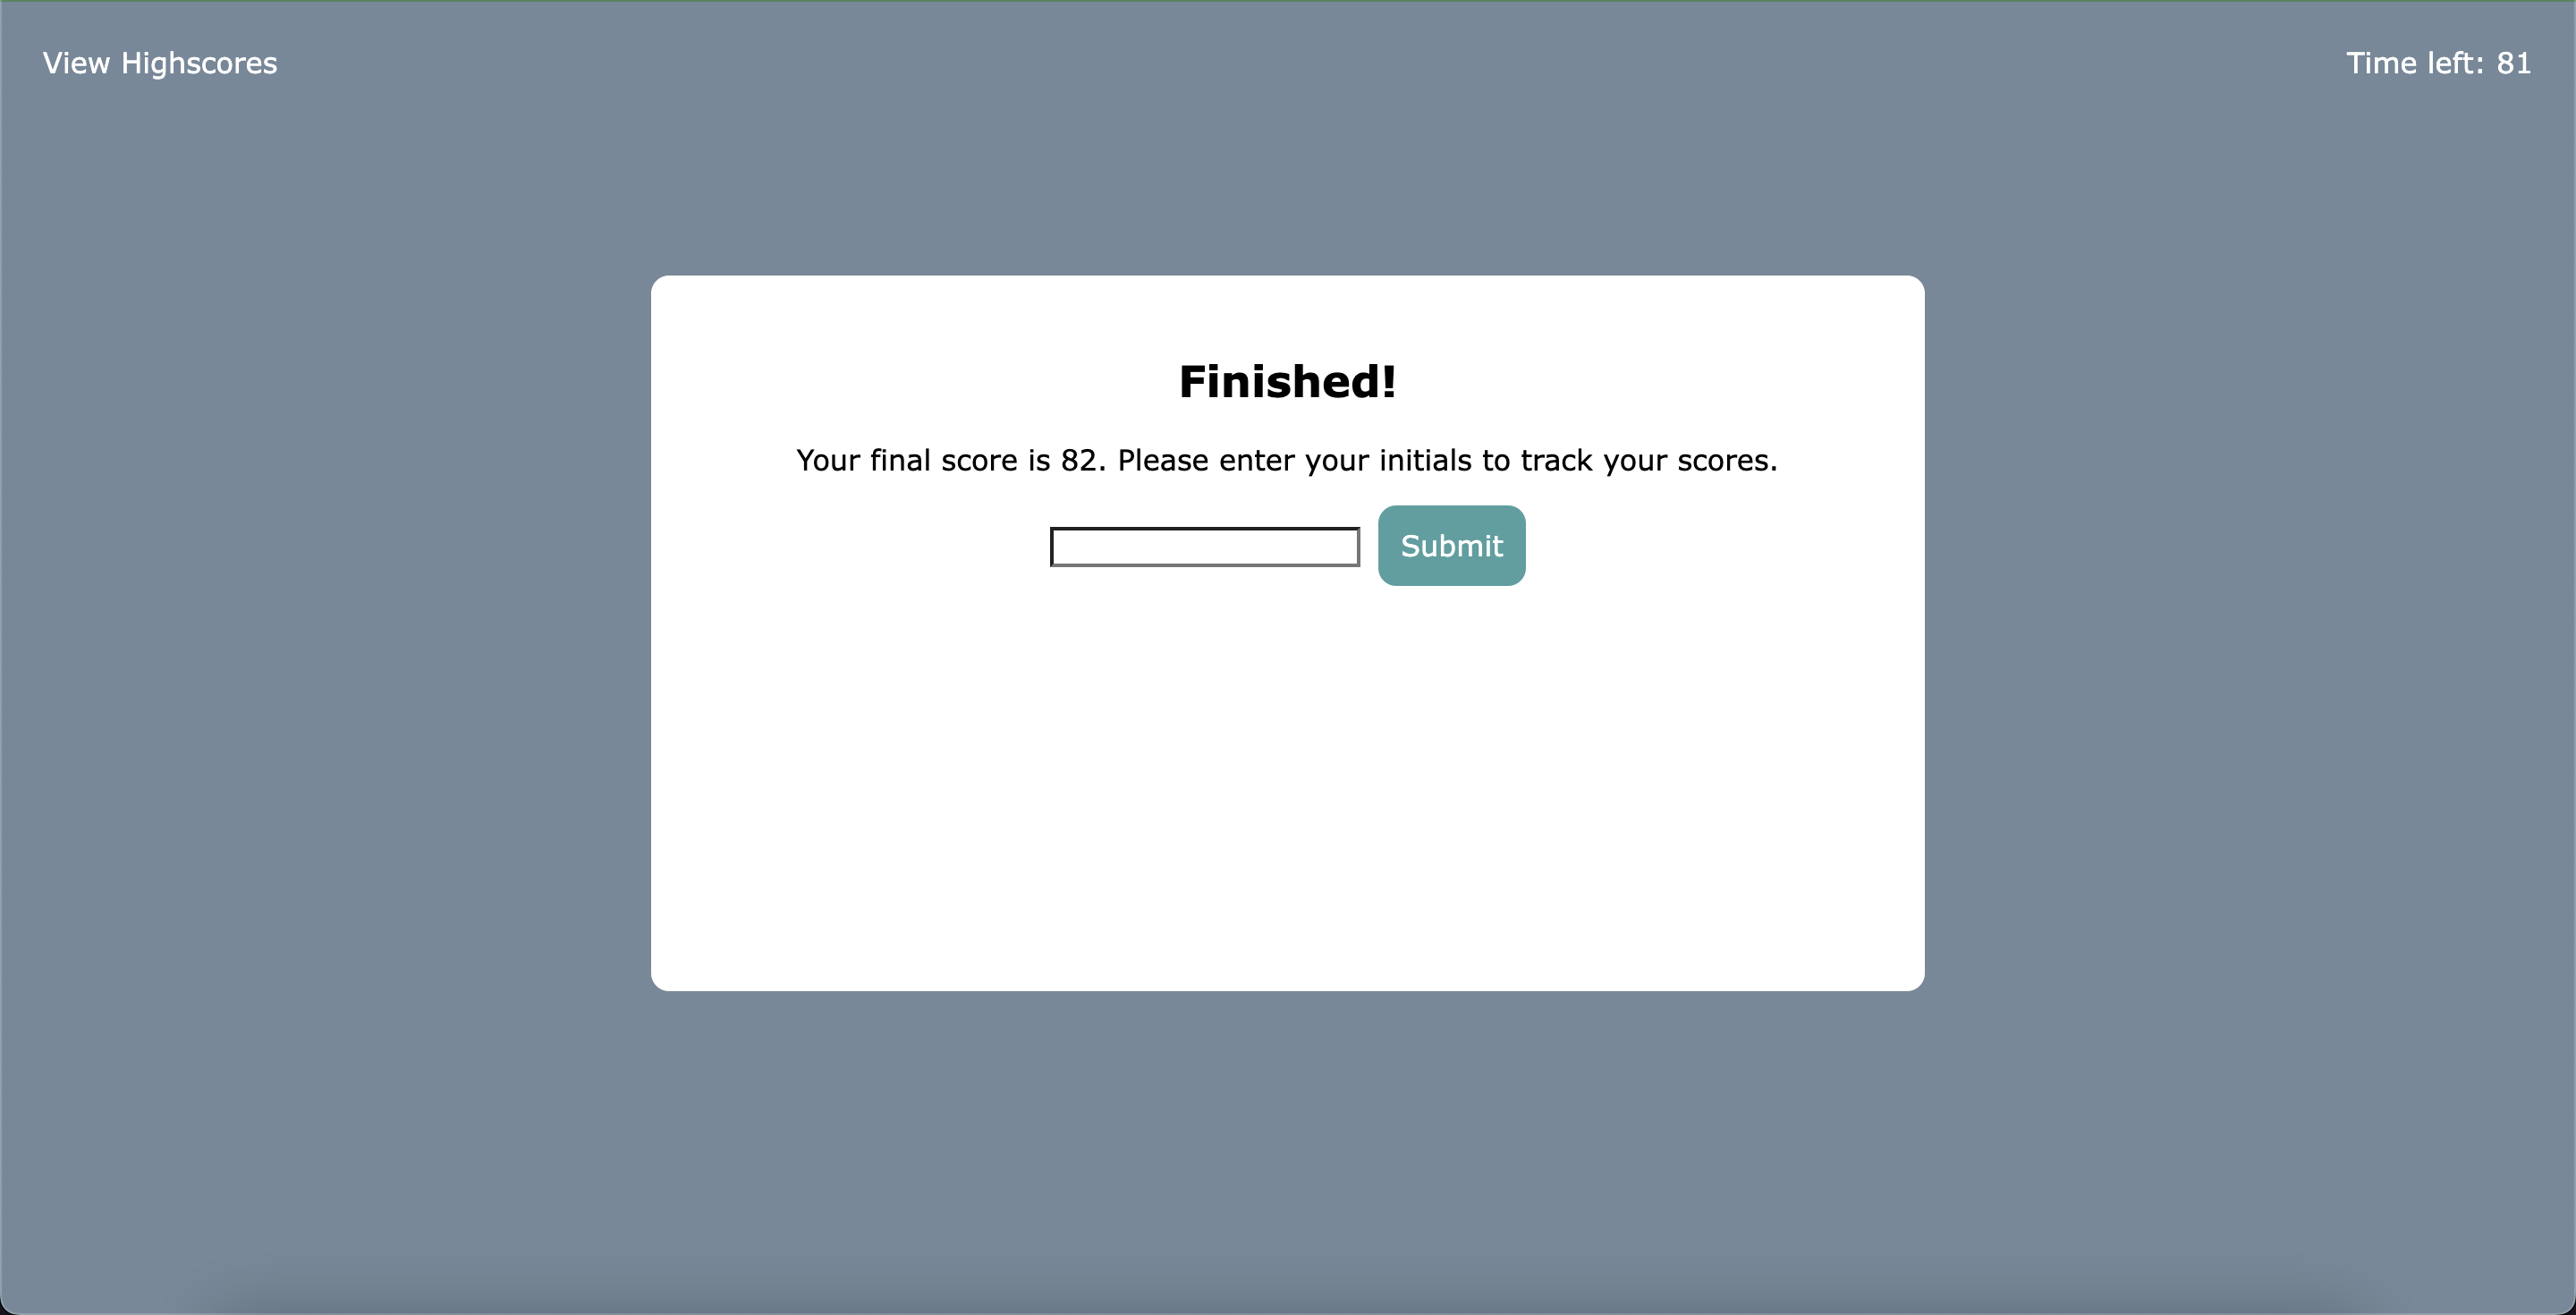 View Highscores
Time left: 81
Finished!
Your final score is 82. Please enter your initials to track your scores.
Submit